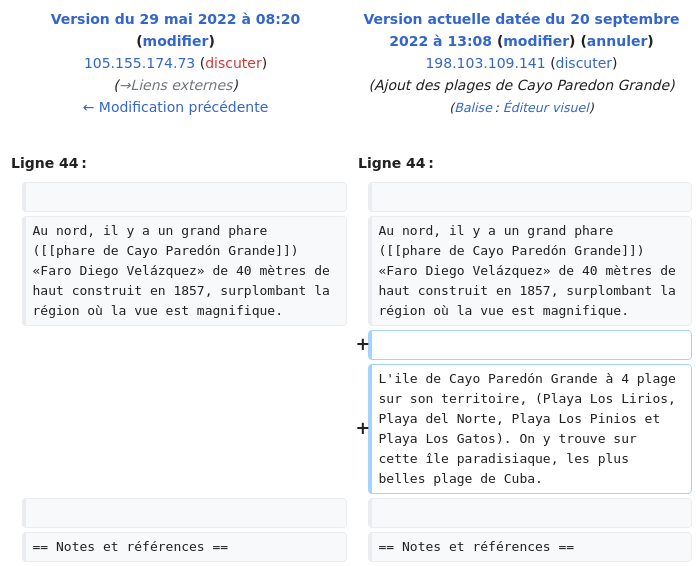 Version du 29 mai 2022 à 08:20
(modifier)
105.155.174.73 (discuter)
(→Liens externes)
← Modification précédente
Version actuelle datée du 20 septembre
2022 à 13:08 (modifier) (annuler)
198.103.109.141 (discuter)
(Ajout des plages de Cayo Paredon Grande)
(Balise : Éditeur visuel)
Ligne 44 :
Ligne 44 :
Au nord, il y a un grand phare
([[phare de Cayo Paredón Grande]])
«Faro Diego Velázquez» de 40 mètres de
haut construit en 1857, surplombant la
région où la vue est magnifique.
Au nord, il y a un grand phare
([[phare de Cayo Paredón Grande]])
«Faro Diego Velázquez» de 40 mètres de
haut construit en 1857, surplombant la
région où la vue est magnifique.
+
+
L'ile de Cayo Paredón Grande à 4 plage
sur son territoire, (Playa Los Lirios,
Playa del Norte, Playa Los Pinios et
Playa Los Gatos). On y trouve sur
cette île paradisiaque, les plus
belles plage de Cuba.
== Notes et références ==
== Notes et références ==